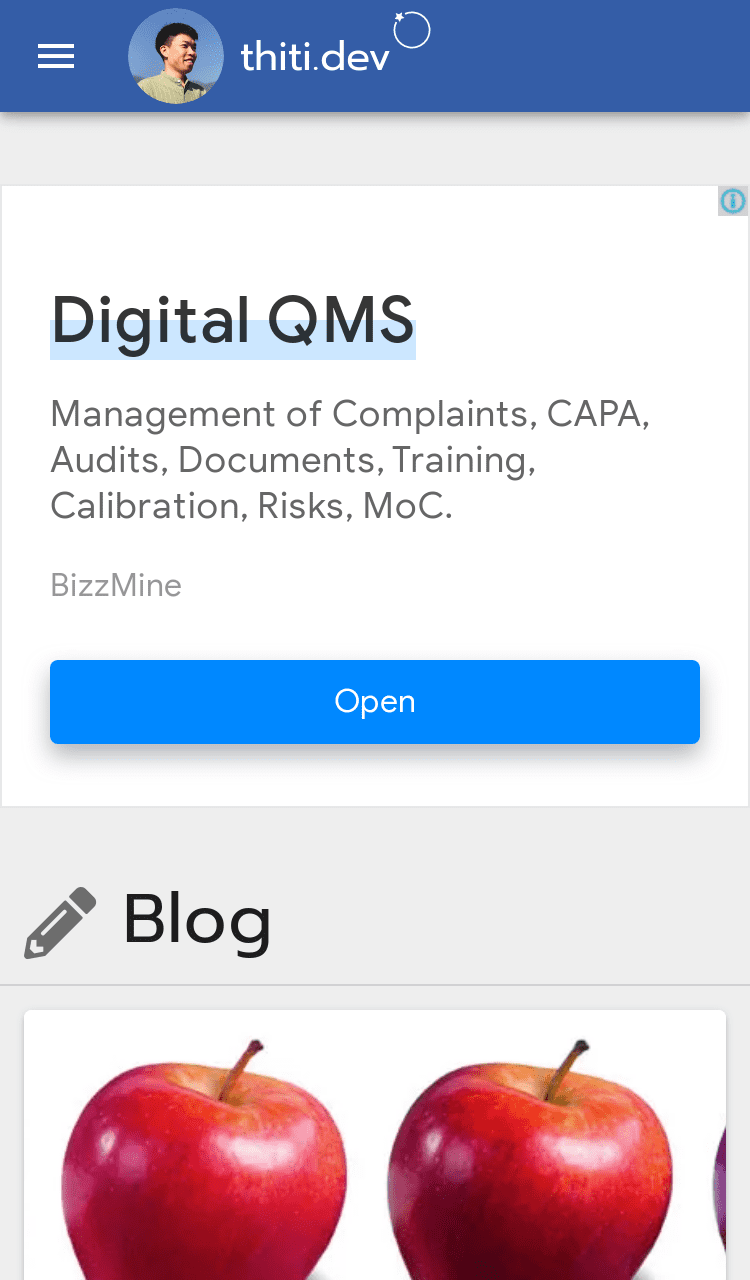 thiti.dev
Digital QMS
Management of Complaints, CAPA,
Audits, Documents, Training,
Calibration, Risks, MoC.
BizzMine
Open
Blog